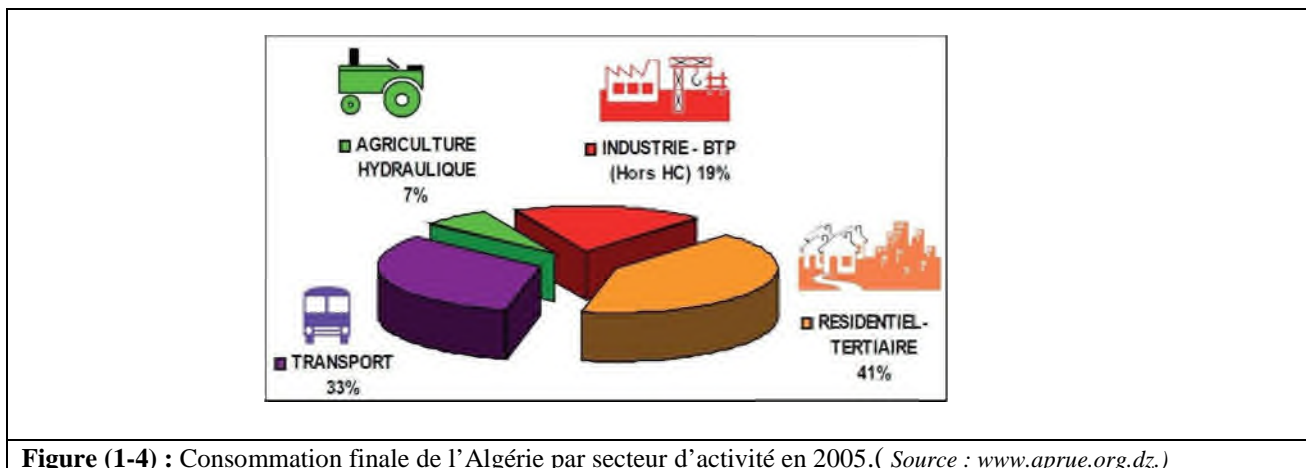 AGRICULTURE
HYDRAULIQUE
7%
INDUSTRIE - BTP
(Hors HC) 19%
RESIDENTIEL-
TERTIAIRE
41%
TRANSPORT
33%
Figure (1-4) : Consommation finale de l'Algérie par secteur d'activité en 2005.( Source : www.aprue.org.dz.)